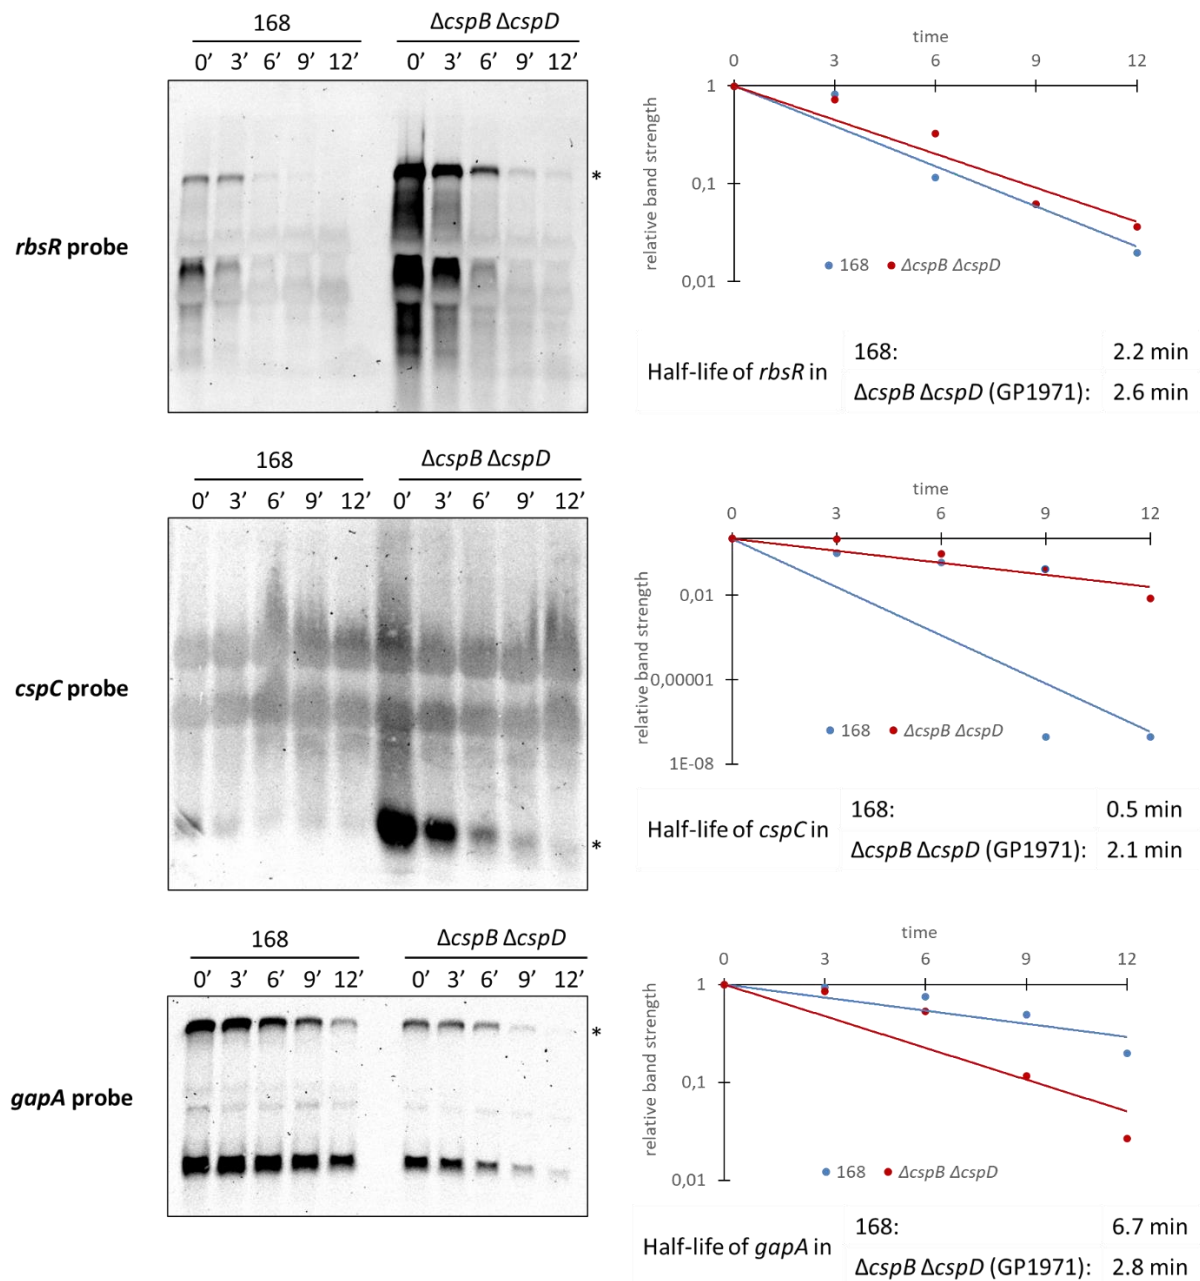 168 ΔcspB ΔcspD
0’ 3’ 6’ 9’ 12’ 0’ 3’ 6’ 9’ 12’
rbsR probe
*
time
0 3 6 9 12
1
0,1
0,01
relative band strength
168 ΔcspB ΔcspD
Half-life of rbsR in
168: 2.2 min
ΔcspB ΔcspD (GP1971): 2.6 min
168 ΔcspB ΔcspD
0’ 3’ 6’ 9’ 12’ 0’ 3’ 6’ 9’ 12’
cspC probe
*
time
0 3 6 9 12
0,01
0,00001
1E-08
relative band strength
168 ΔcspB ΔcspD
Half-life of cspC in
168: 0.5 min
ΔcspB ΔcspD (GP1971): 2.1 min
168 ΔcspB ΔcspD
0’ 3’ 6’ 9’ 12’ 0’ 3’ 6’ 9’ 12’
gapA probe
*
time
0 3 6 9 12
1
0,1
0,01
relative band strength
168 ΔcspB ΔcspD
Half-life of gapA in
168: 6.7 min
ΔcspB ΔcspD (GP1971): 2.8 min